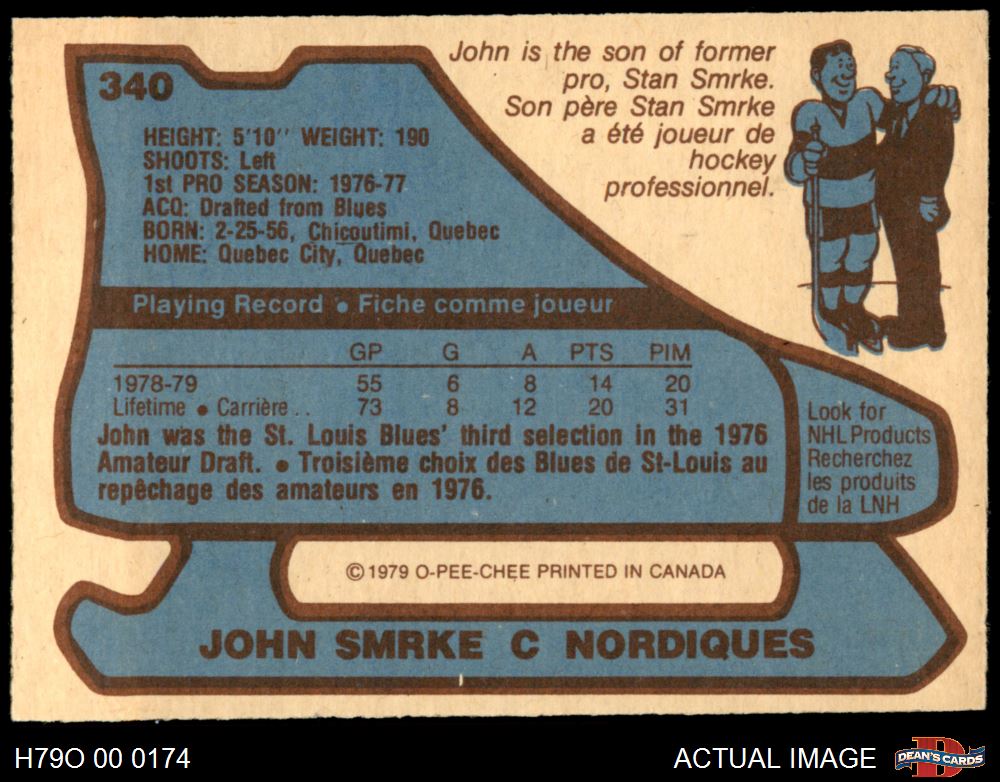 John is the son of former
pro, Stan Smrke.
Son père Stan Smrke
a été joueur de
hockey
professionnel.
340
HEIGHT: 5'10'' WEIGHT: 190
SHOOTS: Left
1st PRO SEASON: 1976-77
ACQ: Drafted from Blues
BORN: 2-25-56, Chicoutimi, Quebec
HOME: Quebec City, Quebec
Playing Record • Fiche comme joueur
GP G A PTS PIM
1978-79 55 6 8 14 20
Lifetime • Carrière . . 73 8 12 20 31
John was the St. Louis Blues' third selection in the 1976
Amateur Draft. • Troisième choix des Blues de St-Louis au
repêchage des amateurs en 1976.
Look for
NHL Products
Recherchez
les produits
de la LNH
© 1979 O-PEE-CHEE PRINTED IN CANADA
JOHN SMRKE C NORDIQUES
H79O 00 0174
ACTUAL IMAGE
D
DEAN'S CARDS